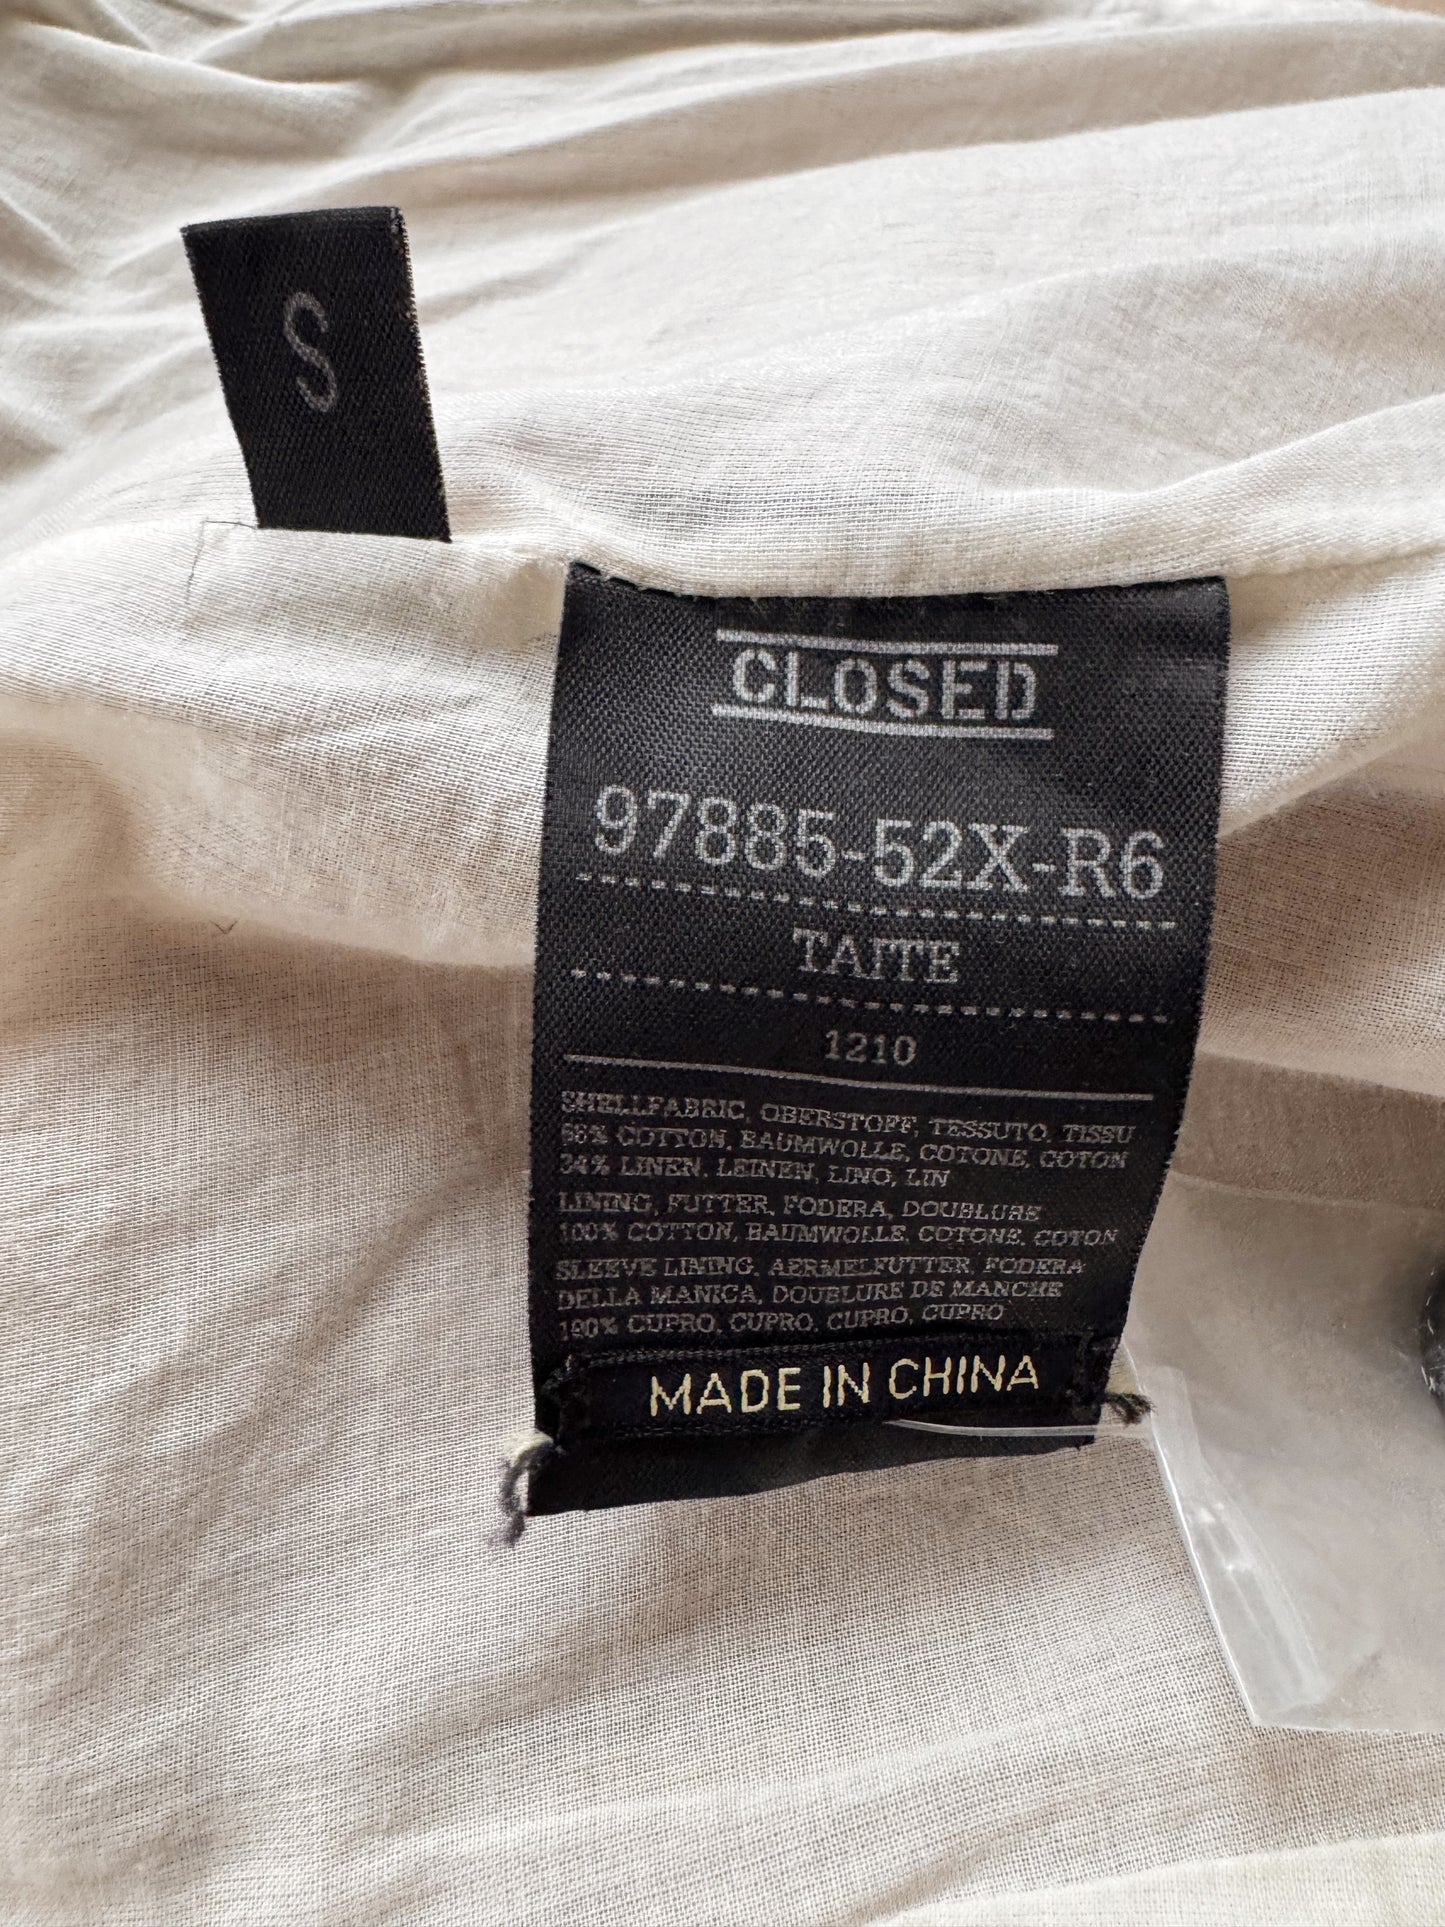 S
CLOSED
97885-52X-R6
TAITE
1210
SHELLFABRIC, OBERSTOFF, TESSUTO, TISSU
66% COTTON, BAUMWOLLE, COTONE, COTON
34% LINEN, LEINEN, LINO, LIN
LINING, FUTTER, FODERA, DOUBLURE
100% COTTON, BAUMWOLLE, COTONE, COTON
SLEEVE LINING, AERMELFUTTER, FODERA
DELLA MANICA, DOUBLURE DE MANCHE
100% CUPRO, CUPRO, CUPRO, CUPRO
MADE IN CHINA